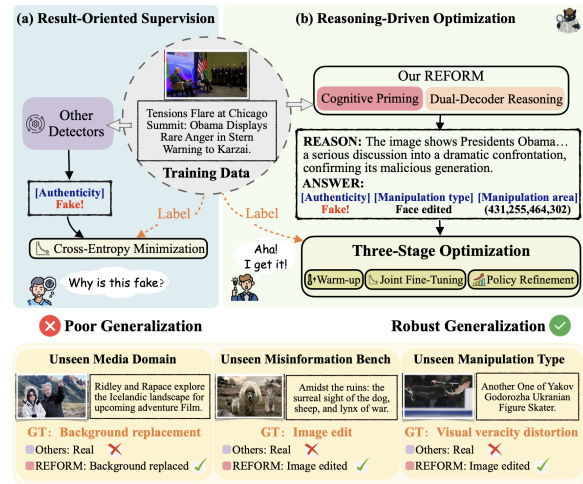 (a) Result-Oriented Supervision
(b) Reasoning-Driven Optimization
Other
Detectors
[Authenticity]
Fake!
Cross-Entropy Minimization
Why is this fake?
Tensions Flare at Chicago
Summit: Obama Displays
Rare Anger in Stern
Warning to Karzai.
Training Data
Label
Label
Our REFORM
Cognitive Priming
Dual-Decoder Reasoning
REASON: The image shows Presidents Obama…
a serious discussion into a dramatic confrontation,
confirming its malicious generation.
ANSWER:
[Authenticity] [Manipulation type] [Manipulation area]
Fake! Face edited (431,255,464,302)
Aha!
I get it!
Three-Stage Optimization
Warm-up
Joint Fine-Tuning
Policy Refinement
Poor Generalization
Robust Generalization
Unseen Media Domain
Ridley and Rapace explore
the Icelandic landscape for
upcoming adventure Film.
GT: Background replacement
Others: Real
REFORM: Background replaced
Unseen Misinformation Bench
Amidst the ruins: the
surreal sight of the dog,
sheep, and lynx of war.
GT: Image edit
Others: Real
REFORM: Image edited
Unseen Manipulation Type
Another One of Yakov
Godorozha Ukranian
Figure Skater.
GT: Visual veracity distortion
Others: Real
REFORM: Image edited